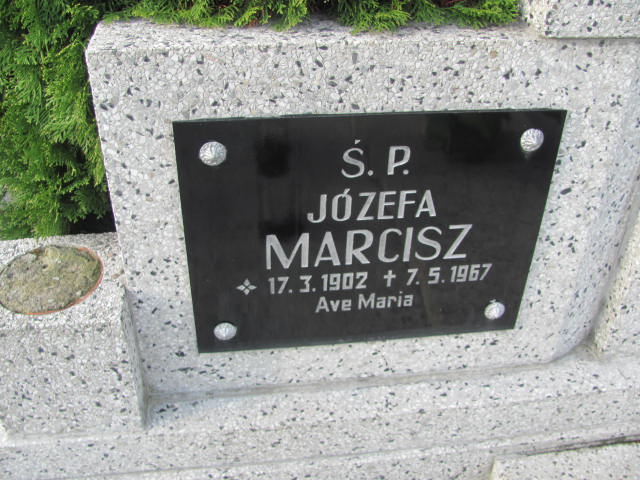 Ś. P.
JÓZEFA
MARCISZ
✤ 17. 3. 1902 ✝ 7. 5. 1967
Ave Maria